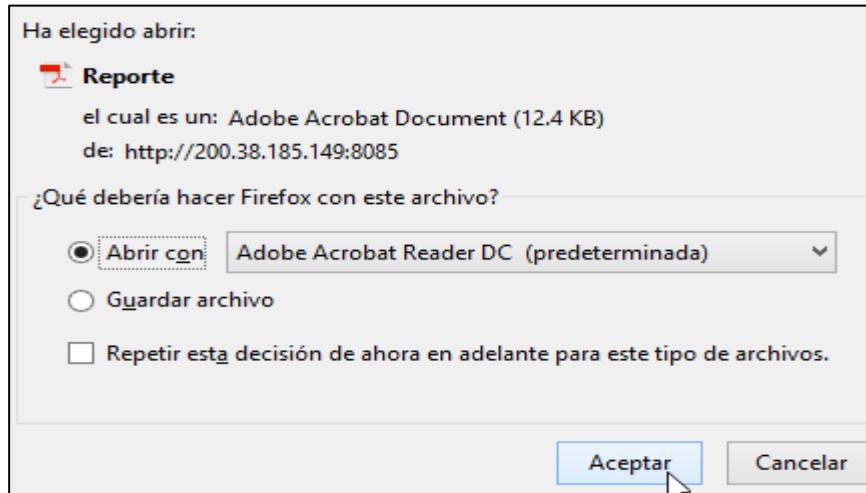 Ha elegido abrir:
Reporte
el cual es un: Adobe Acrobat Document (12.4 KB)
de: http://200.38.185.149:8085
¿Qué debería hacer Firefox con este archivo?
Abrir con Adobe Acrobat Reader DC (predeterminada)
Guardar archivo
Repetir esta decisión de ahora en adelante para este tipo de archivos.
Aceptar Cancelar